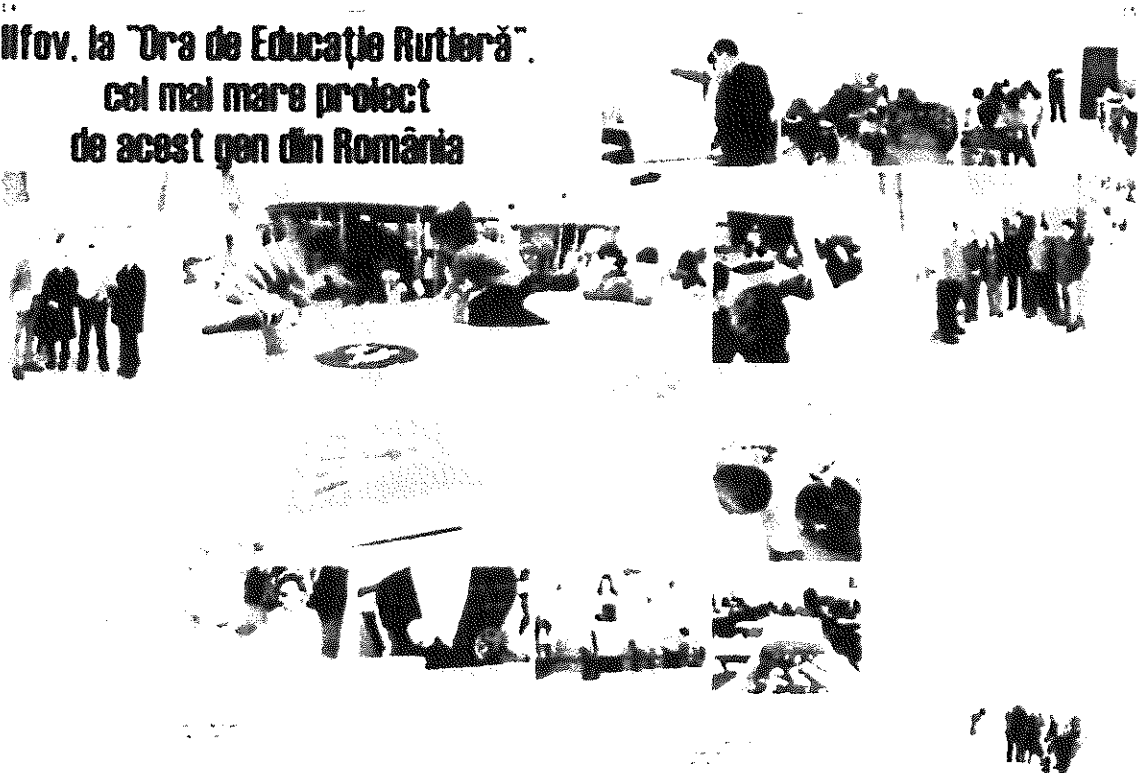 Ilfov, la "Ora de Educație Rutieră",
cel mai mare proiect
de acest gen din România